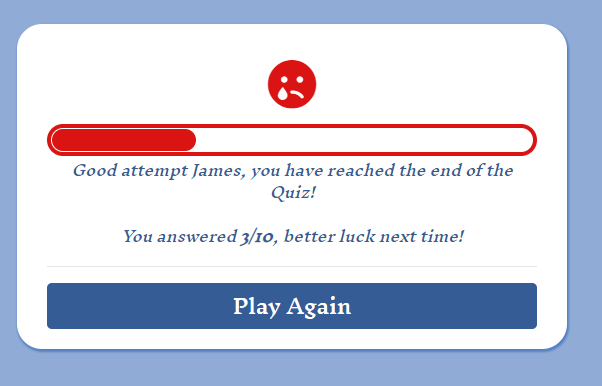 Good attempt James, you have reached the end of the
Quiz!
You answered 3/10, better luck next time!
Play Again